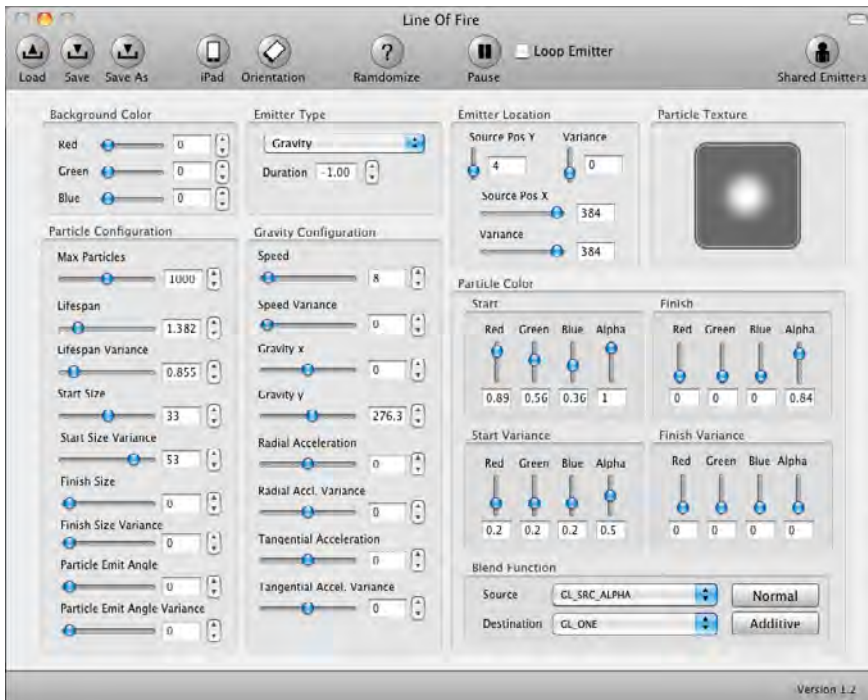 Line Of Fire
Load Save Save As iPad Orientation Ramdomize Pause Loop Emitter Shared Emitters
Background Color
Red 0
Green 0
Blue 0
Emitter Type
Gravity
Duration -1.00
Emitter Location
Source Pos Y Variance
4 0
Source Pos X
384
Variance
384
Particle Texture
Particle Configuration
Max Particles
1000
Lifespan
1.382
Lifespan Variance
0.855
Start Size
33
Start Size Variance
53
Finish Size
0
Finish Size Variance
0
Particle Emit Angle
0
Particle Emit Angle Variance
0
Gravity Configuration
Speed
8
Speed Variance
0
Gravity x
0
Gravity y
276.3
Radial Acceleration
0
Radial Accl. Variance
0
Tangential Acceleration
0
Tangential Accel. Variance
0
Particle Color
Start
Red Green Blue Alpha
0.89 0.56 0.36 1
Finish
Red Green Blue Alpha
0 0 0 0.84
Start Variance
Red Green Blue Alpha
0.2 0.2 0.2 0.5
Finish Variance
Red Green Blue Alpha
0 0 0 0
Blend Function
Source GL_SRC_ALPHA Normal
Destination GL_ONE Additive
Version 1.2